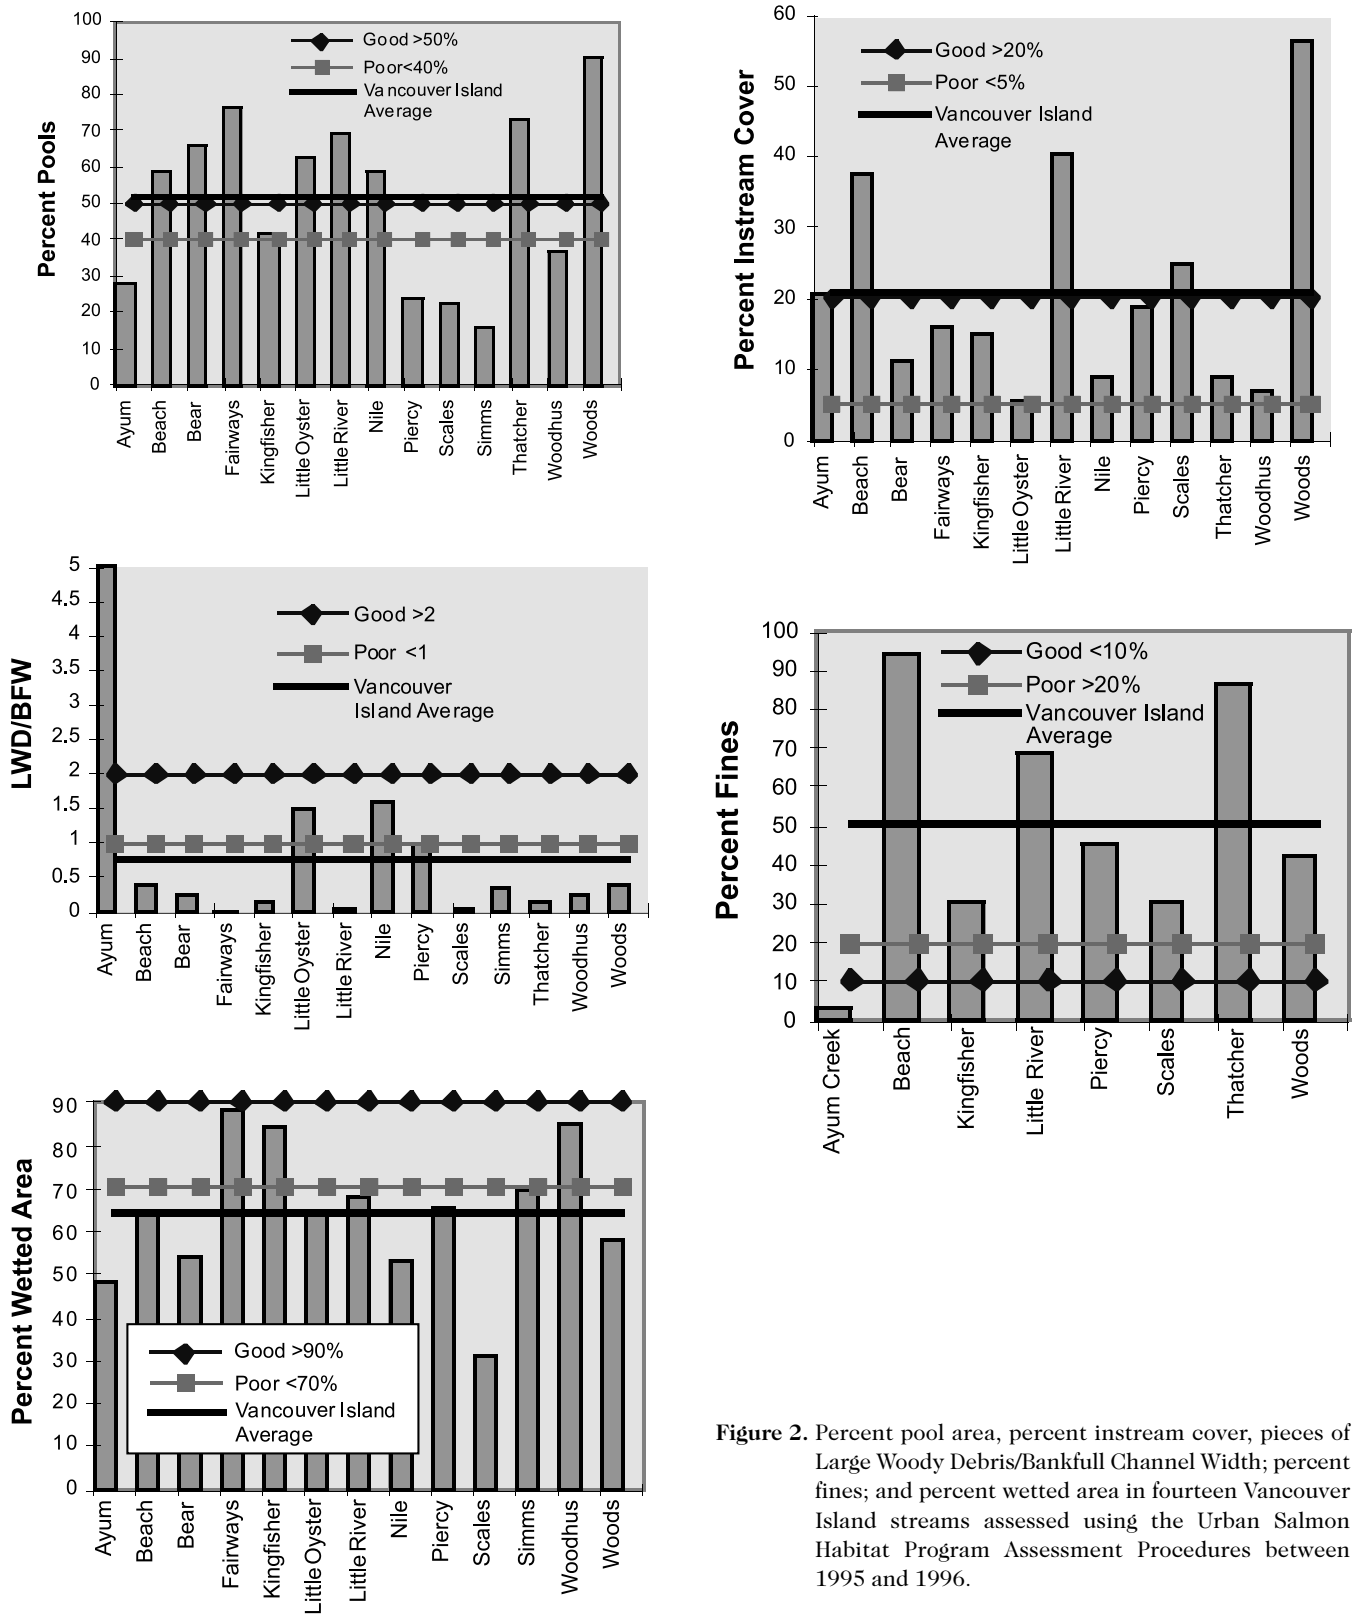 100
90
80
70
60
50
40
30
20
10
0
Percent Pools
Good >50%
Poor<40%
Vancouver Island
Average
Ayum
Beach
Bear
Fairways
Kingfisher
Little Oyster
Little River
Nile
Piercy
Scales
Simms
Thatcher
Woodhus
Woods
60
50
40
30
20
10
0
Percent Instream Cover
Good >20%
Poor <5%
Vancouver Island
Average
Ayum
Beach
Bear
Fairways
Kingfisher
Little Oyster
Little River
Nile
Piercy
Scales
Thatcher
Woodhus
Woods
5
4.5
4
3.5
3
2.5
2
1.5
1
0.5
0
LWD/BFW
Good >2
Poor <1
Vancouver
Island Average
Ayum
Beach
Bear
Fairways
Kingfisher
Little Oyster
Little River
Nile
Piercy
Scales
Simms
Thatcher
Woodhus
Woods
100
90
80
70
60
50
40
30
20
10
0
Percent Fines
Good <10%
Poor >20%
Vancouver Island
Average
Ayum Creek
Beach
Kingfisher
Little River
Piercy
Scales
Thatcher
Woods
90
80
70
60
50
40
30
20
10
0
Percent Wetted Area
Good >90%
Poor <70%
Vancouver Island
Average
Ayum
Beach
Bear
Fairways
Kingfisher
Little Oyster
Little River
Nile
Piercy
Scales
Simms
Woodhus
Woods
Figure 2. Percent pool area, percent instream cover, pieces of
Large Woody Debris/Bankfull Channel Width; percent
fines; and percent wetted area in fourteen Vancouver
Island streams assessed using the Urban Salmon
Habitat Program Assessment Procedures between
1995 and 1996.